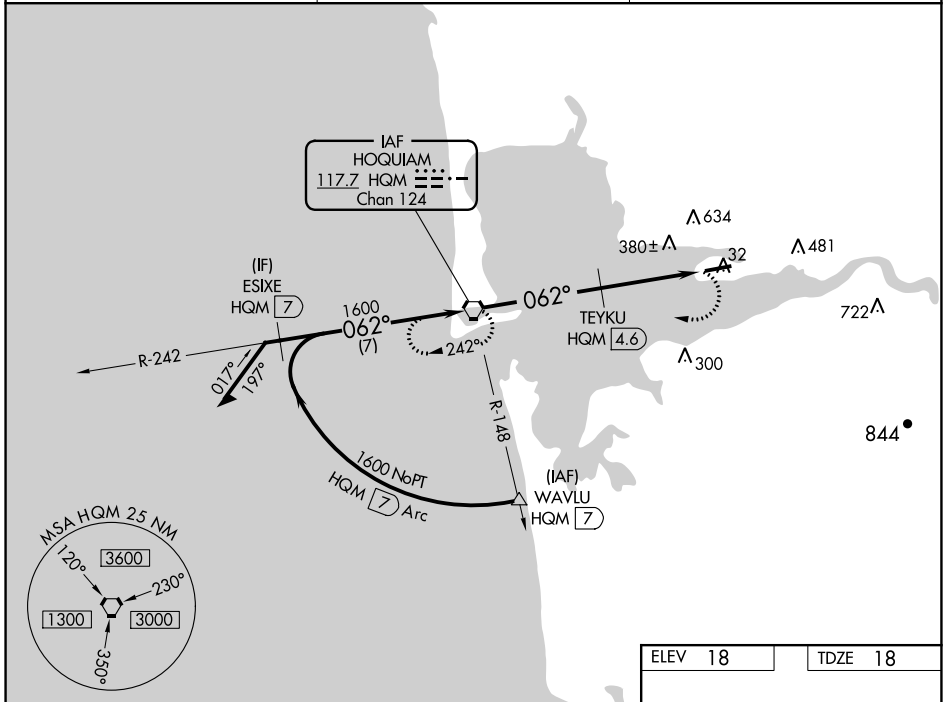 IAF
HOQUIAM
117.7 HQM
Chan 124
634
380±
32
481
(IF)
ESIXE
HQM 7
1600
062°
(7)
062°
TEYKU
HQM 4.6
722
R-242
242°
300
017°
197°
R-148
844
1600 NoPT
HQM 7 Arc
(IAF)
WAVLU
HQM 7
MSA HQM 25 NM
120°
3600
230°
1300
3000
350°
ELEV 18
TDZE 18